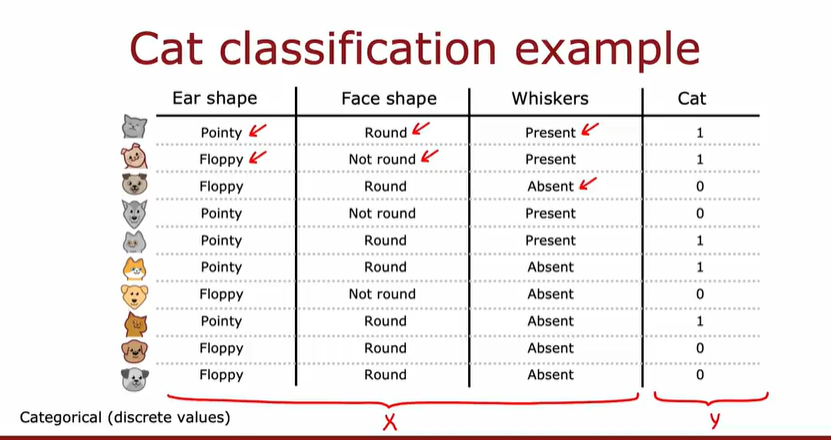 Cat classification example
Ear shape Face shape Whiskers Cat
Pointy Round Present 1
Floppy Not round Present 1
Floppy Round Absent 0
Pointy Not round Present 0
Pointy Round Present 1
Pointy Round Absent 1
Floppy Not round Absent 0
Pointy Round Absent 1
Floppy Round Absent 0
Floppy Round Absent 0
Categorical (discrete values)
X y